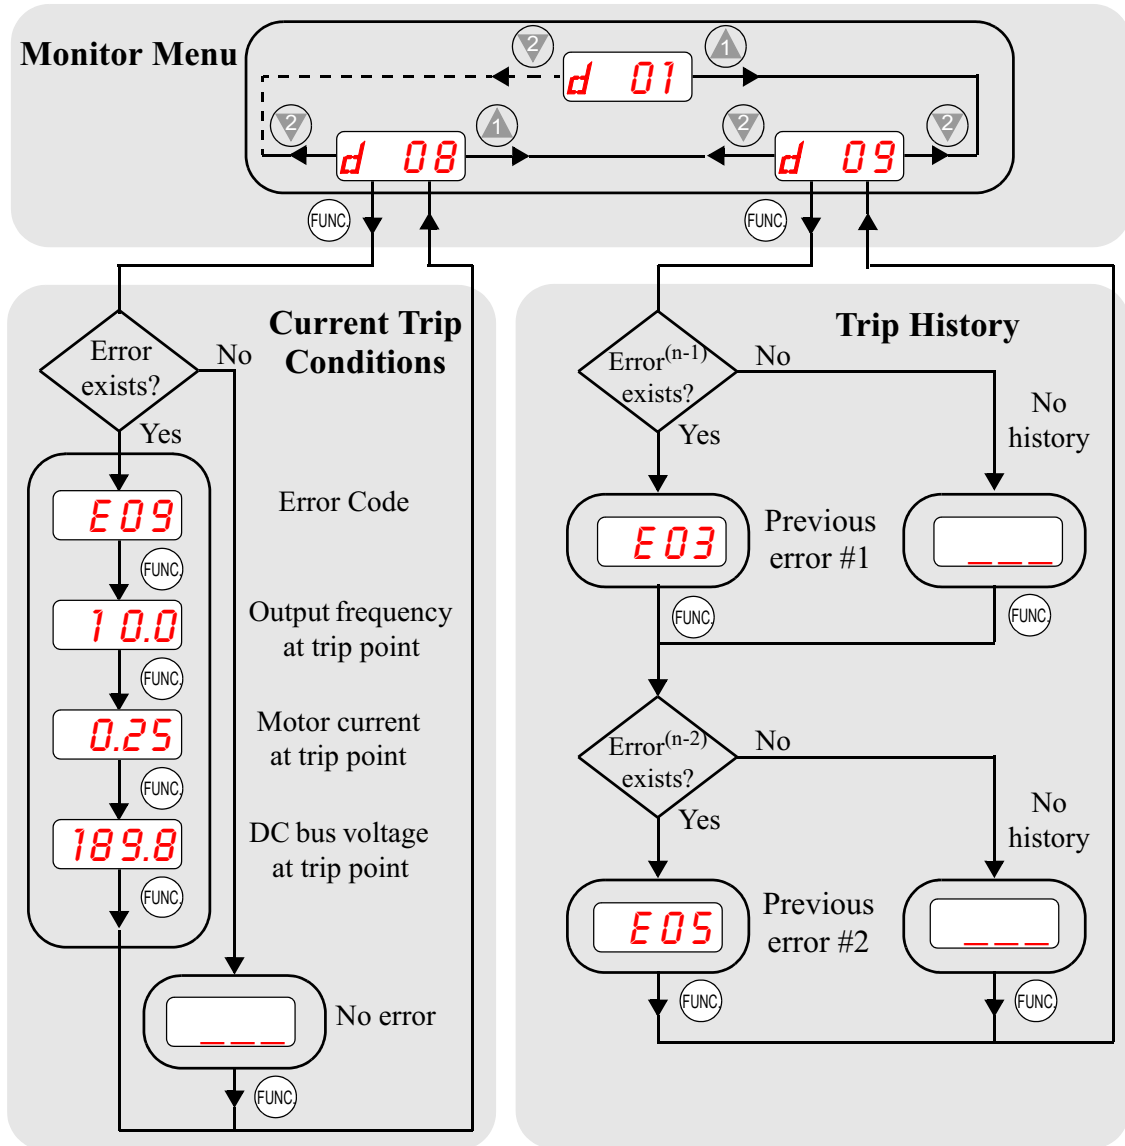 Monitor Menu
2
1
d 01
2
1
2
2
d 08
d 09
FUNC.
FUNC.
Current Trip
Conditions
Error
exists?
No
Yes
E09
Error Code
FUNC.
10.0
Output frequency
at trip point
FUNC.
0.25
Motor current
at trip point
FUNC.
189.8
DC bus voltage
at trip point
FUNC.
_ _ _
No error
FUNC.
Trip History
Error(n-1)
exists?
No
Yes
No
history
E03
Previous
error #1
_ _ _
FUNC.
FUNC.
Error(n-2)
exists?
No
Yes
No
history
E05
Previous
error #2
_ _ _
FUNC.
FUNC.